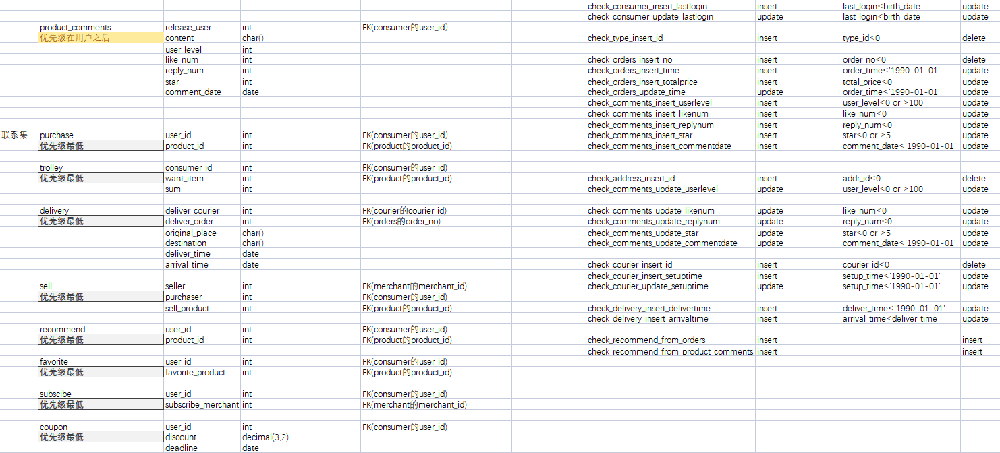 check_consumer_insert_lastlogin insert last_login<birth_date update
check_consumer_update_lastlogin update last_login<birth_date update
product_comments release_user int FK(consumer的user_id)
优先级在用户之后 content char() check_type_insert_id insert type_id<0 delete
user_level int
like_num int check_orders_insert_no insert order_no<0 delete
reply_num int check_orders_insert_time insert order_time<'1990-01-01' update
star int check_orders_insert_totalprice insert total_price<0 update
comment_date date check_orders_update_time update order_time<'1990-01-01' update
check_comments_insert_userlevel insert user_level<0 or >100 update
check_comments_insert_likenum insert like_num<0 update
check_comments_insert_replynum insert reply_num<0 update
联系集 purchase user_id int FK(consumer的user_id) check_comments_insert_star insert star<0 or >5 update
优先级最低 product_id int FK(product的product_id) check_comments_insert_commentdate insert comment_date<'1990-01-01' update
trolley consumer_id int FK(consumer的user_id)
优先级最低 want_item int FK(product的product_id) check_address_insert_id insert addr_id<0 delete
sum int check_comments_update_userlevel update user_level<0 or >100 update
delivery deliver_courier int FK(courier的courier_id) check_comments_update_likenum update like_num<0 update
优先级最低 deliver_order int FK(orders的order_no) check_comments_update_replynum update reply_num<0 update
original_place char() check_comments_update_star update star<0 or >5 update
destination char() check_comments_update_commentdate update comment_date<'1990-01-01' update
deliver_time date
arrival_time date check_courier_insert_id insert courier_id<0 delete
check_courier_insert_setuptime insert setup_time<'1990-01-01' update
sell seller int FK(merchant的merchant_id) check_courier_update_setuptime update setup_time<'1990-01-01' update
优先级最低 purchaser int FK(consumer的user_id)
sell_product int FK(product的product_id) check_delivery_insert_delivertime insert deliver_time<'1990-01-01' update
check_delivery_insert_arrivaltime insert arrival_time<deliver_time update
recommend user_id int FK(consumer的user_id)
优先级最低 product_id int FK(product的product_id) check_recommend_from_orders insert insert
check_recommend_from_product_comments insert insert
favorite user_id int FK(consumer的user_id)
优先级最低 favorite_product int FK(product的product_id)
subscibe user_id int FK(consumer的user_id)
优先级最低 subscribe_merchant int FK(merchant的merchant_id)
coupon user_id int FK(consumer的user_id)
优先级最低 discount decimal(3,2)
deadline date